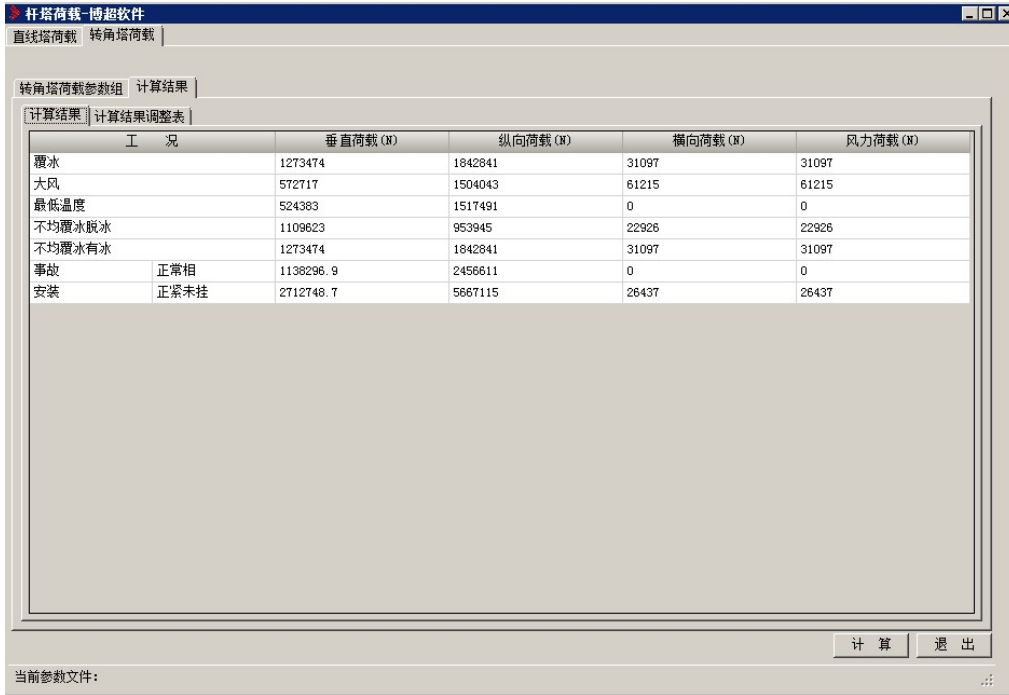 杆塔荷载-博超软件
直线塔荷载 转角塔荷载
转角塔荷载参数组 计算结果
计算结果 计算结果调整表
工 况 垂直荷载(N) 纵向荷载(N) 横向荷载(N) 风力荷载(N)
覆冰 1273474 1842841 31097 31097
大风 572717 1504043 61215 61215
最低温度 524383 1517491 0 0
不均覆冰脱冰 1109623 953945 22926 22926
不均覆冰有冰 1273474 1842841 31097 31097
事故 正常相 1138296.9 2456611 0 0
安装 正紧未挂 2712748.7 5667115 26437 26437
计 算 退 出
当前参数文件: